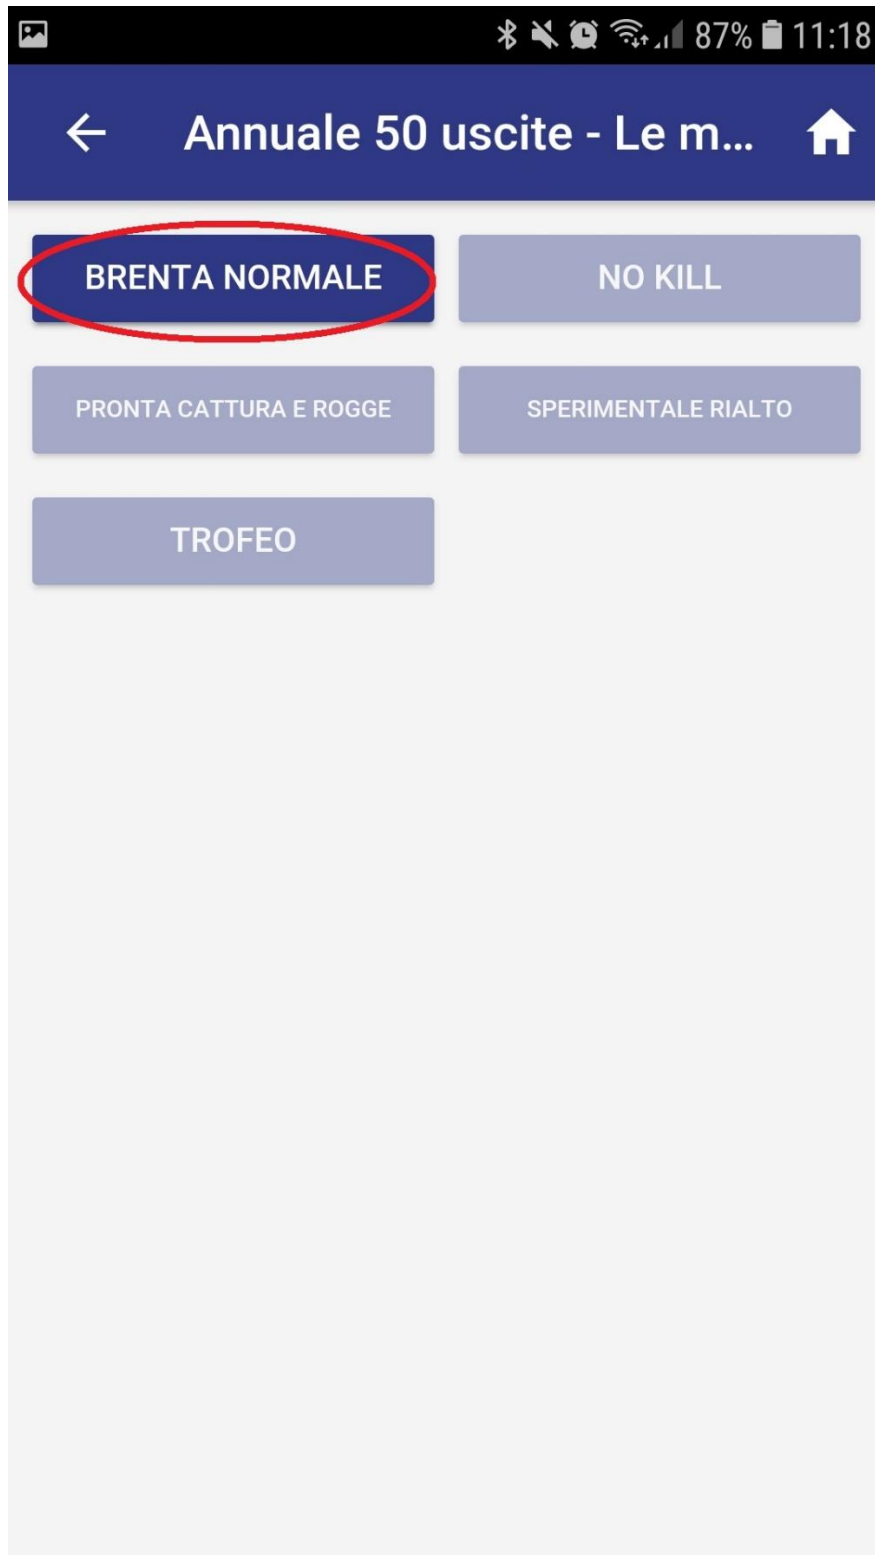 87% 11:18
Annuale 50 uscite - Le m...
BRENTA NORMALE
NO KILL
PRONTA CATTURA E ROGGE
SPERIMENTALE RIALTO
TROFEO